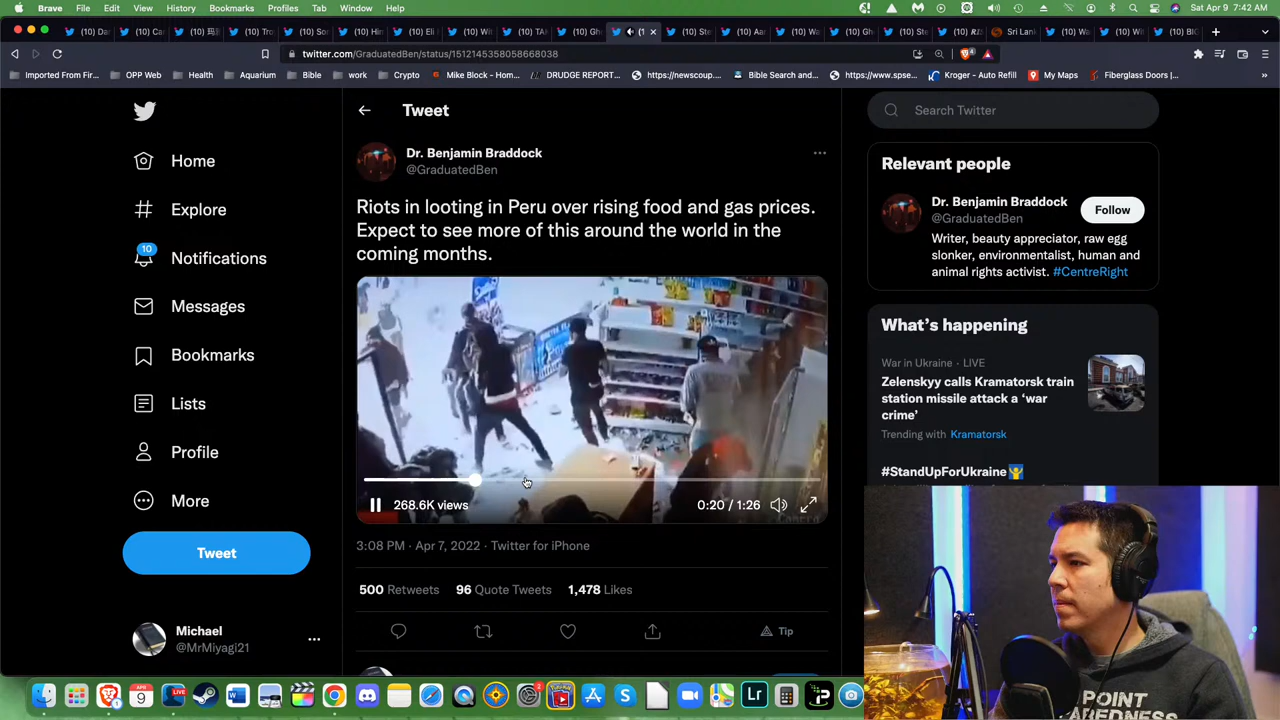 Brave File Edit View History Bookmarks Profiles Tab Window Help
Sat Apr 9 7:42 AM
twitter.com/GraduatedBen/status/1512145358058668038
Imported From Fir... OPP Web Health Aquarium Bible work Crypto Mike Block - Hom... DRUDGE REPORT... https://newscoup... Bible Search and... https://www.spse... Kroger - Auto Refill My Maps Fiberglass Doors |...
Tweet
Search Twitter
Home
Explore
10
Notifications
Messages
Bookmarks
Lists
Profile
More
Tweet
Michael
@MrMiyagi21
Dr. Benjamin Braddock
@GraduatedBen
Riots in looting in Peru over rising food and gas prices.
Expect to see more of this around the world in the
coming months.
268.6K views
0:20 / 1:26
3:08 PM · Apr 7, 2022 · Twitter for iPhone
500 Retweets 96 Quote Tweets 1,478 Likes
Tip
Relevant people
Dr. Benjamin Braddock
@GraduatedBen
Follow
Writer, beauty appreciator, raw egg
slonker, environmentalist, human and
animal rights activist. #CentreRight
What's happening
War in Ukraine · LIVE
Zelenskyy calls Kramatorsk train
station missile attack a 'war
crime'
Trending with Kramatorsk
#StandUpForUkraine
POINT